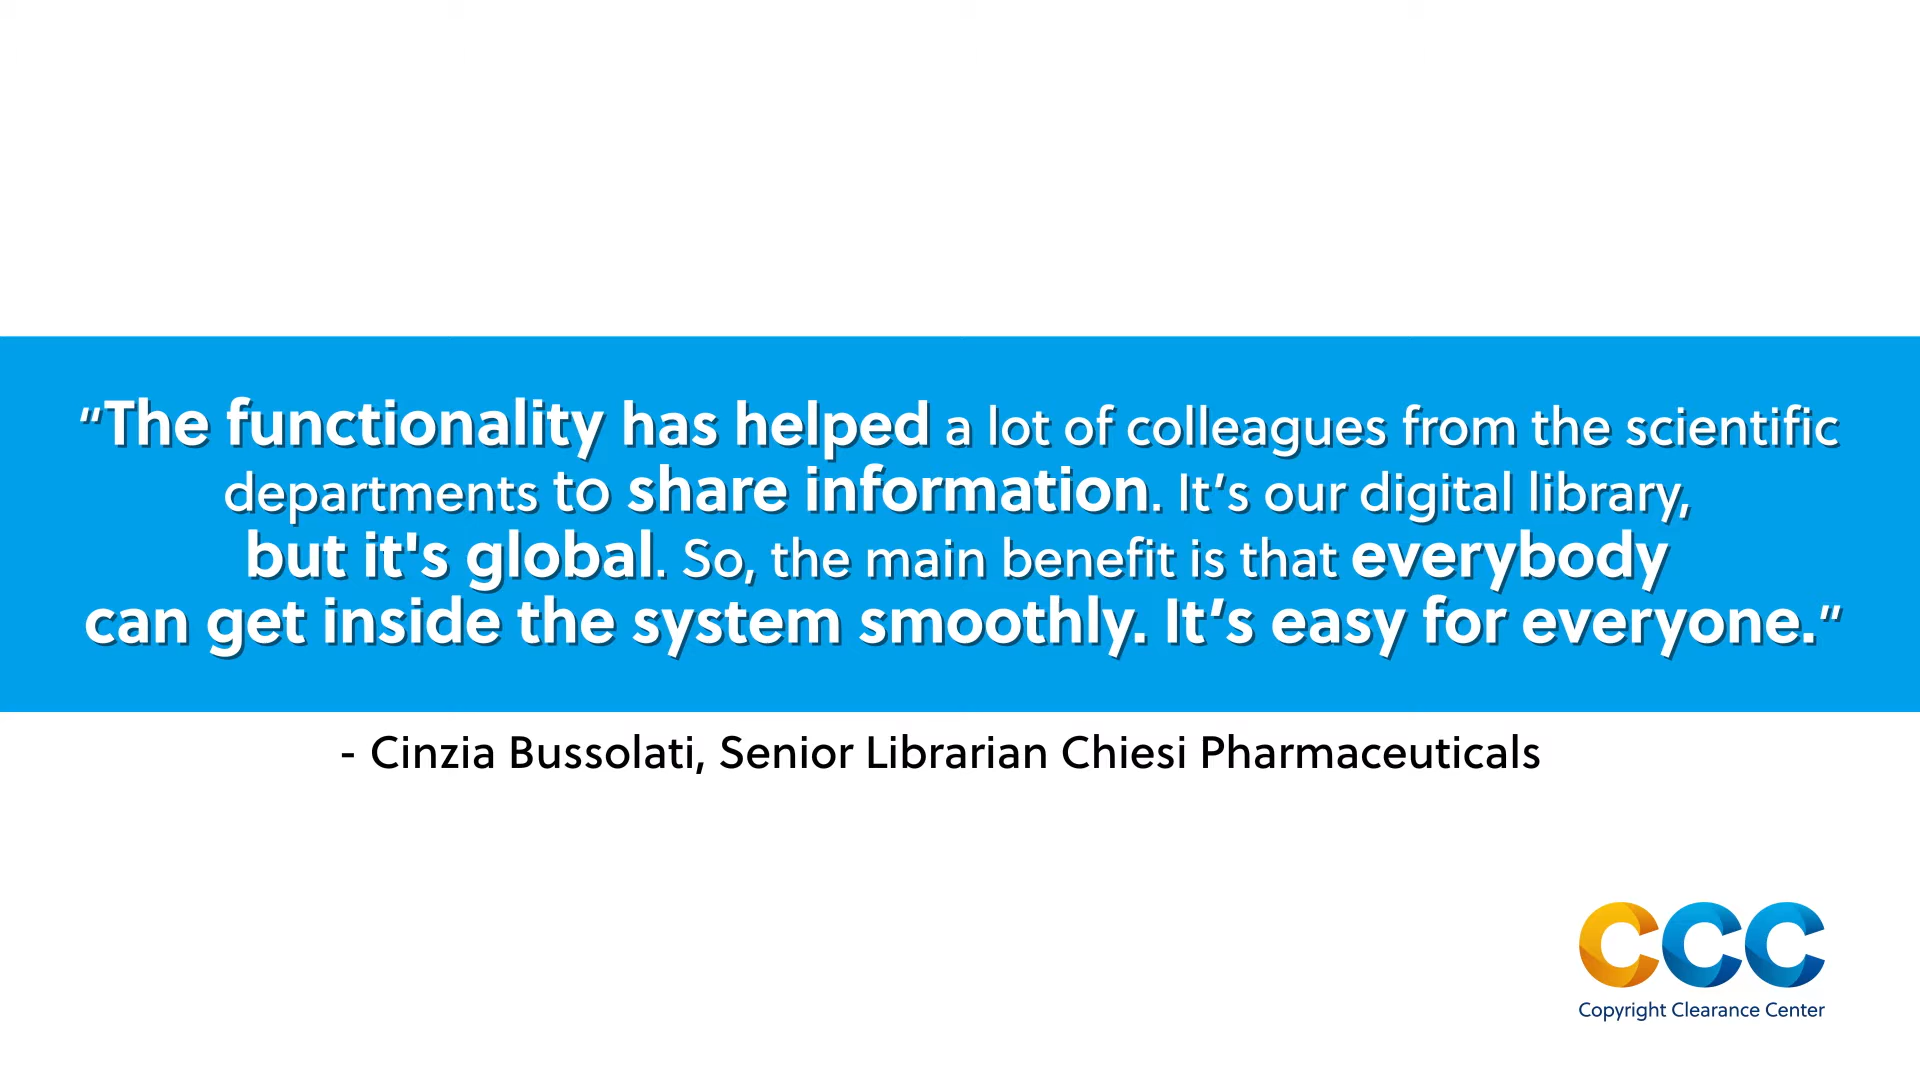 “The functionality has helped a lot of colleagues from the scientific
departments to share information. It’s our digital library,
but it's global. So, the main benefit is that everybody
can get inside the system smoothly. It’s easy for everyone.”
- Cinzia Bussolati, Senior Librarian Chiesi Pharmaceuticals
CCC
Copyright Clearance Center